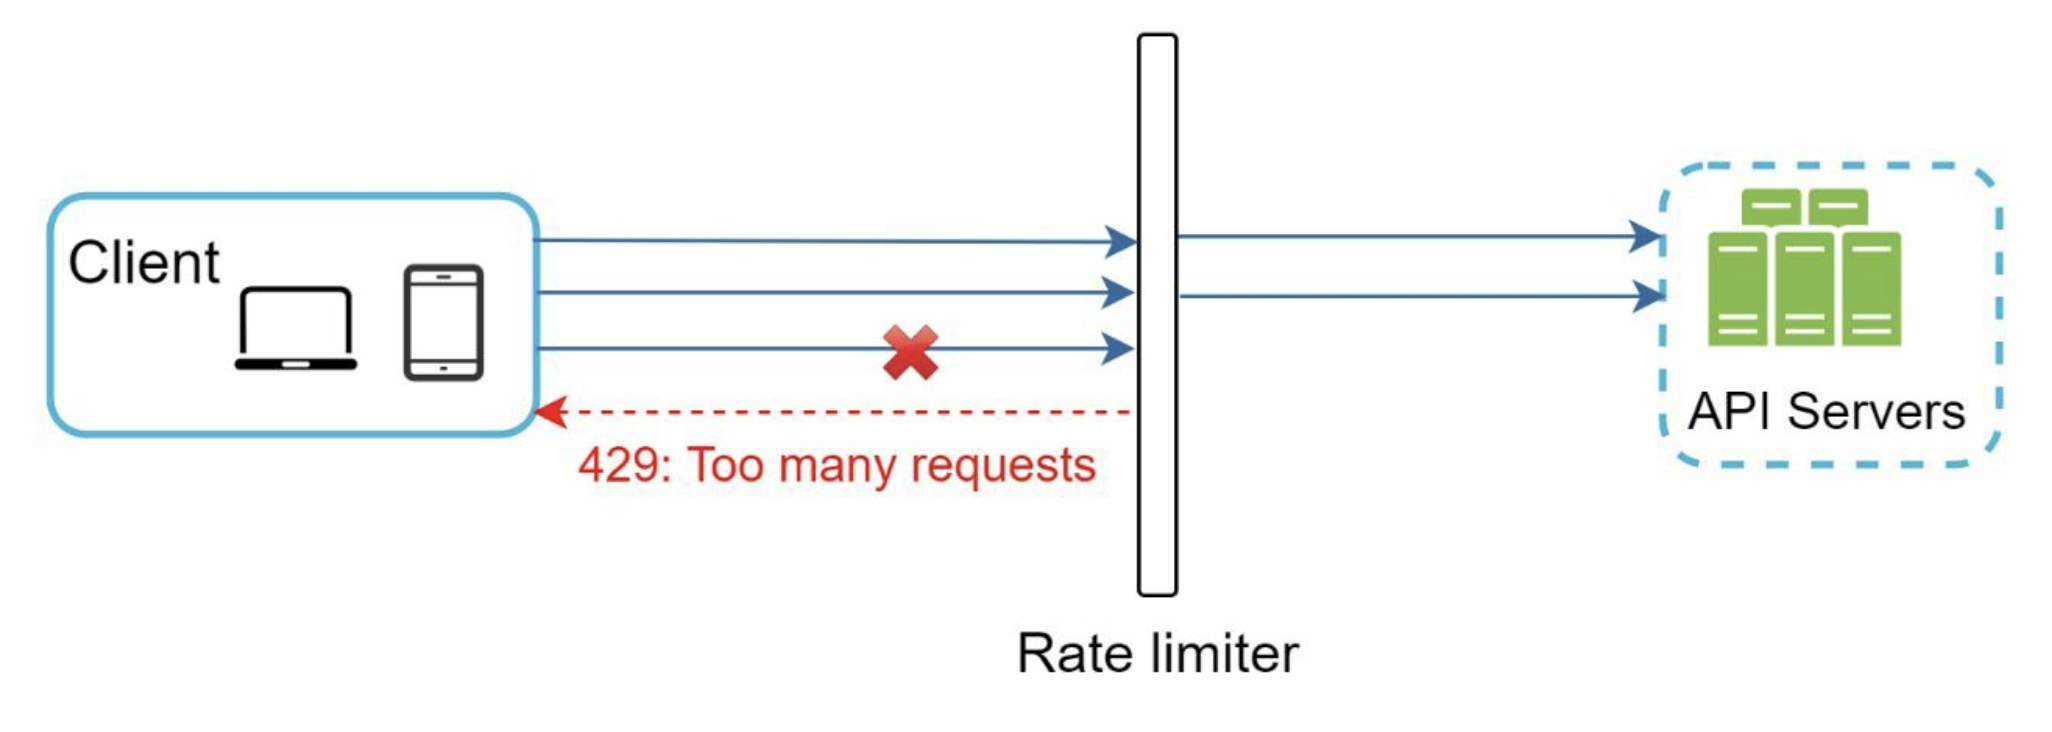 Client
429: Too many requests
Rate limiter
API Servers